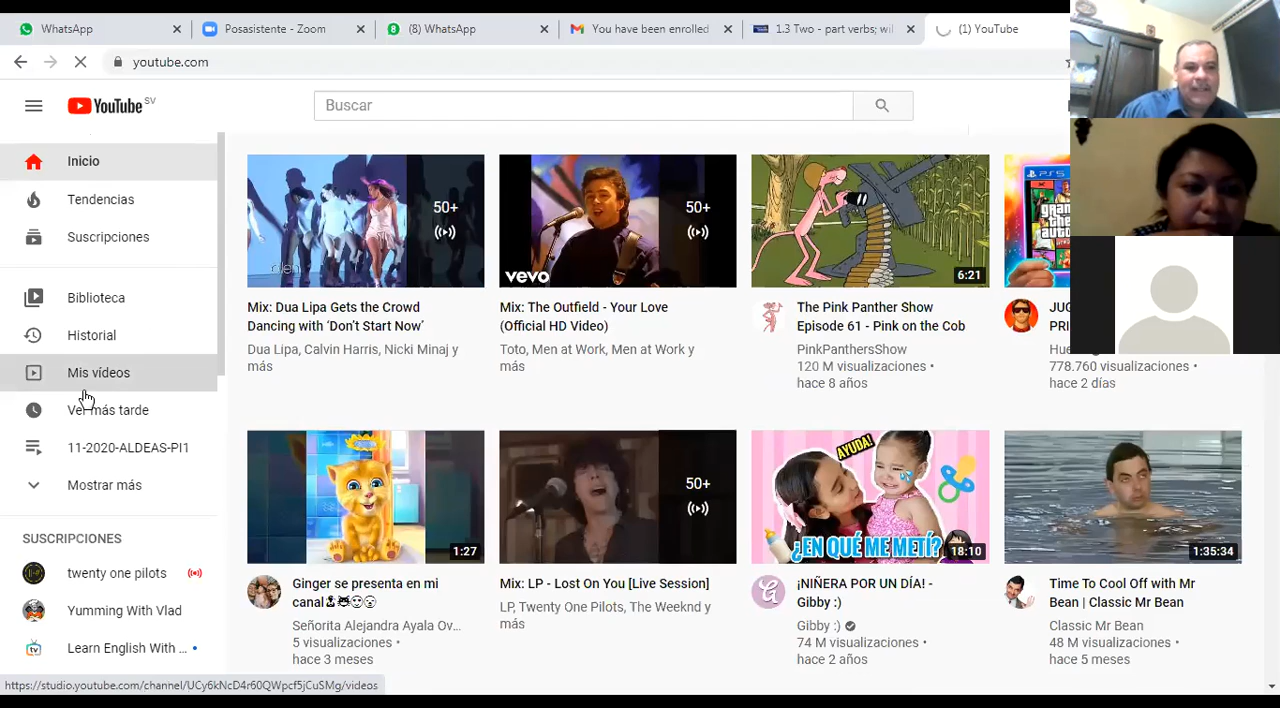 WhatsApp
Posasistente - Zoom
8
(8) WhatsApp
You have been enrolled
1.3 Two - part verbs; wil
(1) YouTube
youtube.com
YouTube SV
Buscar
Inicio
Tendencias
Suscripciones
Biblioteca
Historial
Mis vídeos
Ver más tarde
11-2020-ALDEAS-PI1
Mostrar más
SUSCRIPCIONES
twenty one pilots
Yumming With Vlad
Learn English With ...
50+
Mix: Dua Lipa Gets the Crowd
Dancing with ‘Don’t Start Now’
Dua Lipa, Calvin Harris, Nicki Minaj y
más
vevo
50+
Mix: The Outfield - Your Love
(Official HD Video)
Toto, Men at Work, Men at Work y
más
6:21
The Pink Panther Show
Episode 61 - Pink on the Cob
PinkPanthersShow
120 M visualizaciones •
hace 8 años
PS5
JUG
PRI
778.760 visualizaciones •
hace 2 días
1:27
Ginger se presenta en mi
canal
Señorita Alejandra Ayala Ov...
5 visualizaciones •
hace 3 meses
50+
Mix: LP - Lost On You [Live Session]
LP, Twenty One Pilots, The Weeknd y
más
AYUDA!
¿EN QUÉ ME METÍ?
18:10
¡NIÑERA POR UN DÍA! -
Gibby :)
Gibby :)
74 M visualizaciones •
hace 2 años
1:35:34
Time To Cool Off with Mr
Bean | Classic Mr Bean
Classic Mr Bean
48 M visualizaciones •
hace 5 meses
https://studio.youtube.com/channel/UCy6kNcD4r60QWpcf5jCuSMg/videos